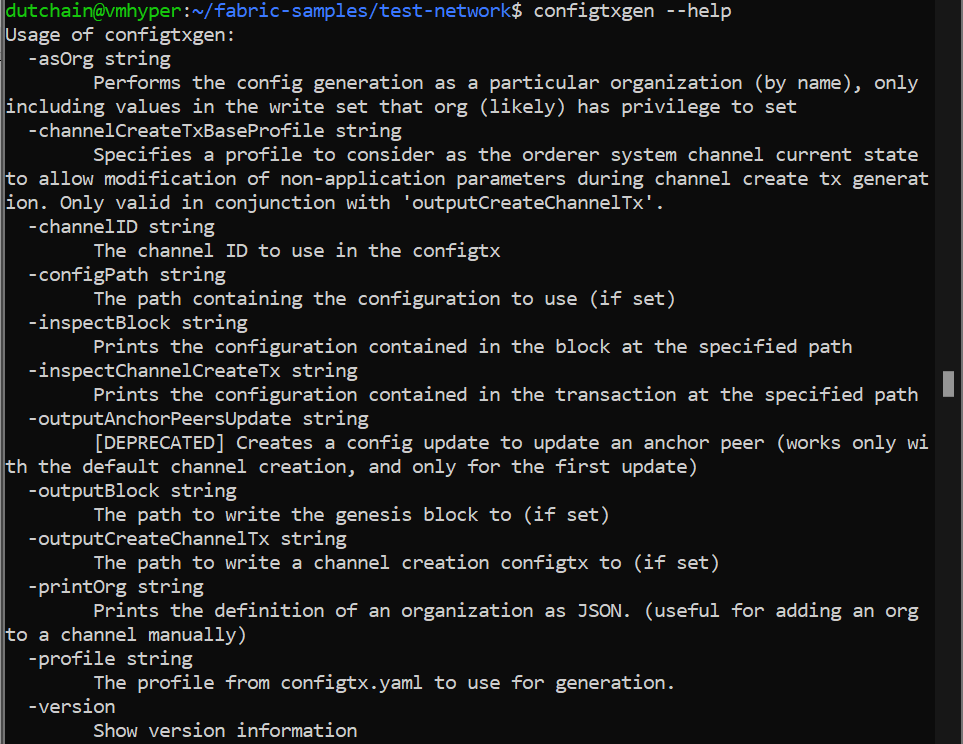 dutchain@vmhyper:~/fabric-samples/test-network$ configtxgen --help
Usage of configtxgen:
  -asOrg string
        Performs the config generation as a particular organization (by name), only
including values in the write set that org (likely) has privilege to set
  -channelCreateTxBaseProfile string
        Specifies a profile to consider as the orderer system channel current state
to allow modification of non-application parameters during channel create tx generat
ion. Only valid in conjunction with 'outputCreateChannelTx'.
  -channelID string
        The channel ID to use in the configtx
  -configPath string
        The path containing the configuration to use (if set)
  -inspectBlock string
        Prints the configuration contained in the block at the specified path
  -inspectChannelCreateTx string
        Prints the configuration contained in the transaction at the specified path
  -outputAnchorPeersUpdate string
        [DEPRECATED] Creates a config update to update an anchor peer (works only wi
th the default channel creation, and only for the first update)
  -outputBlock string
        The path to write the genesis block to (if set)
  -outputCreateChannelTx string
        The path to write a channel creation configtx to (if set)
  -printOrg string
        Prints the definition of an organization as JSON. (useful for adding an org
to a channel manually)
  -profile string
        The profile from configtx.yaml to use for generation.
  -version
        Show version information